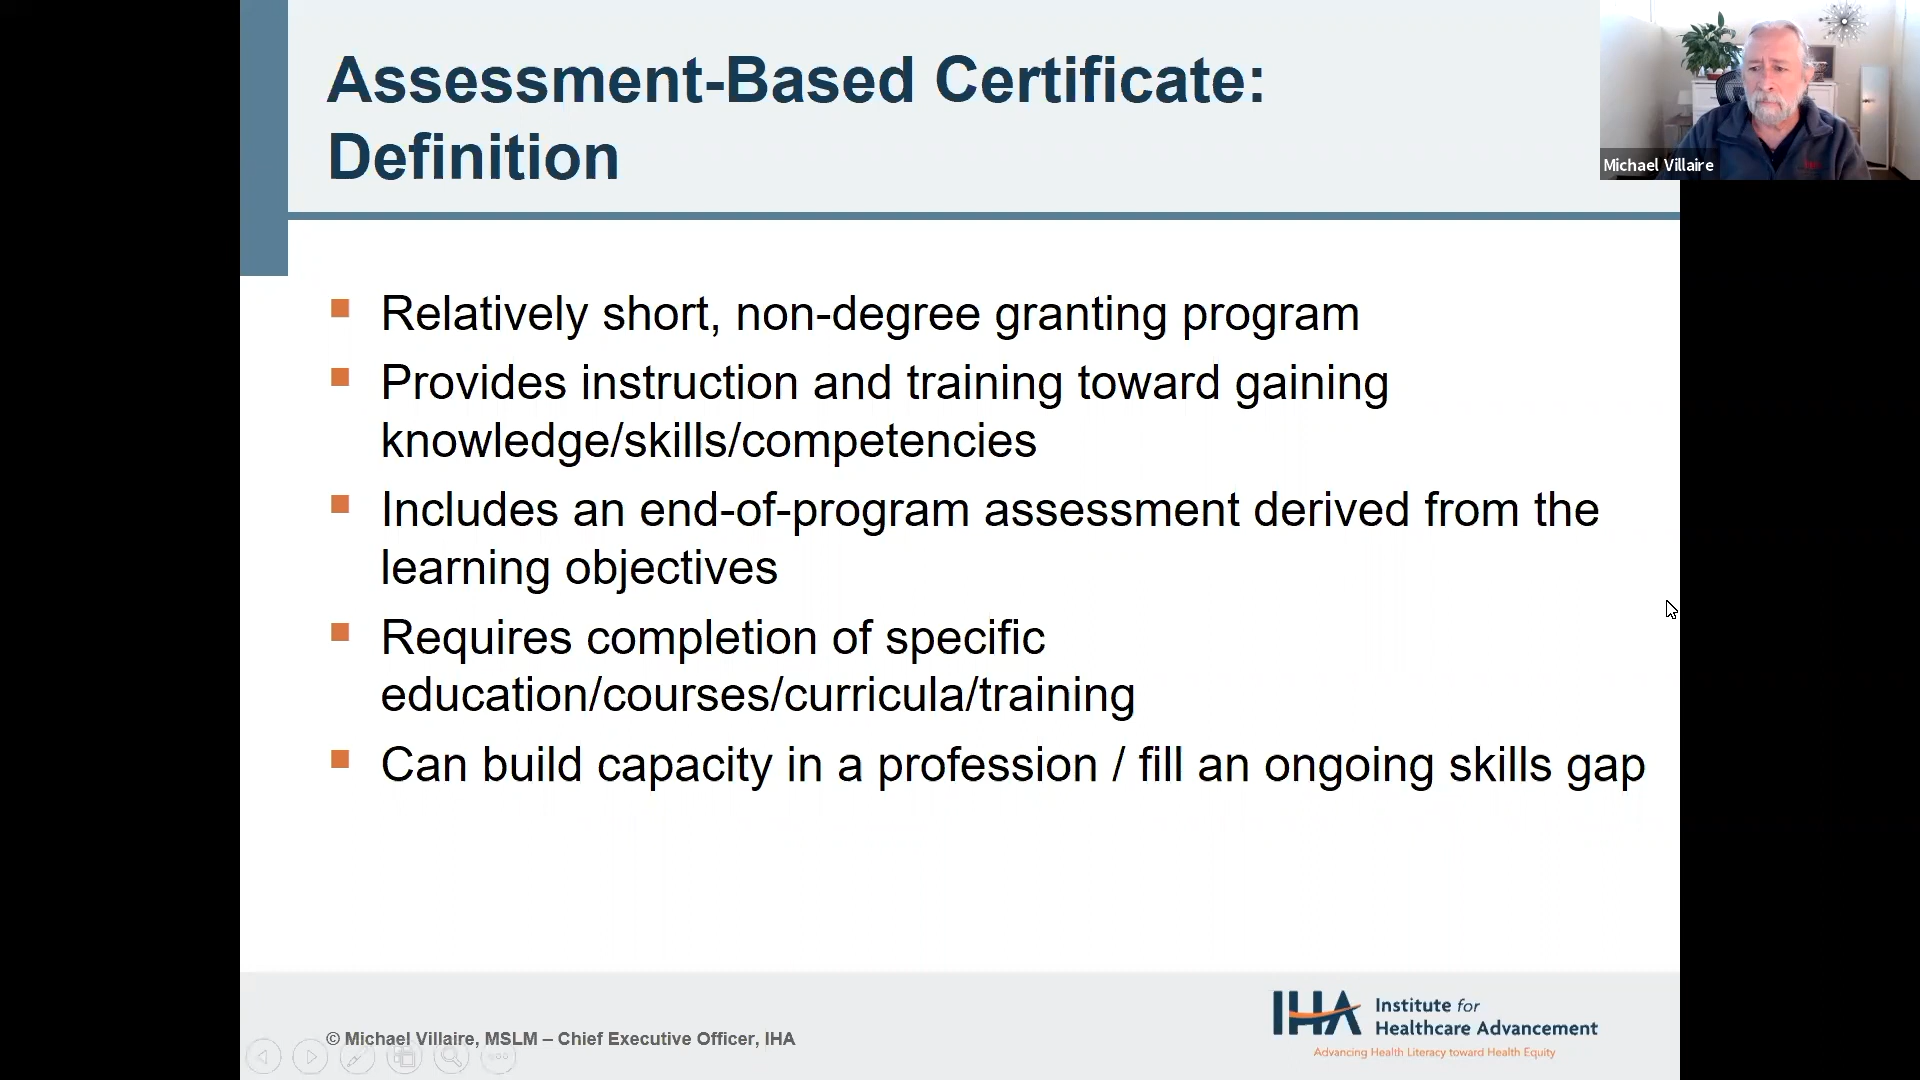 Assessment-Based Certificate:
Definition
Michael Villaire
Relatively short, non-degree granting program
Provides instruction and training toward gaining
knowledge/skills/competencies
Includes an end-of-program assessment derived from the
learning objectives
Requires completion of specific
education/courses/curricula/training
Can build capacity in a profession / fill an ongoing skills gap
© Michael Villaire, MSLM – Chief Executive Officer, IHA
IHA Institute for
Healthcare Advancement
Advancing Health Literacy toward Health Equity